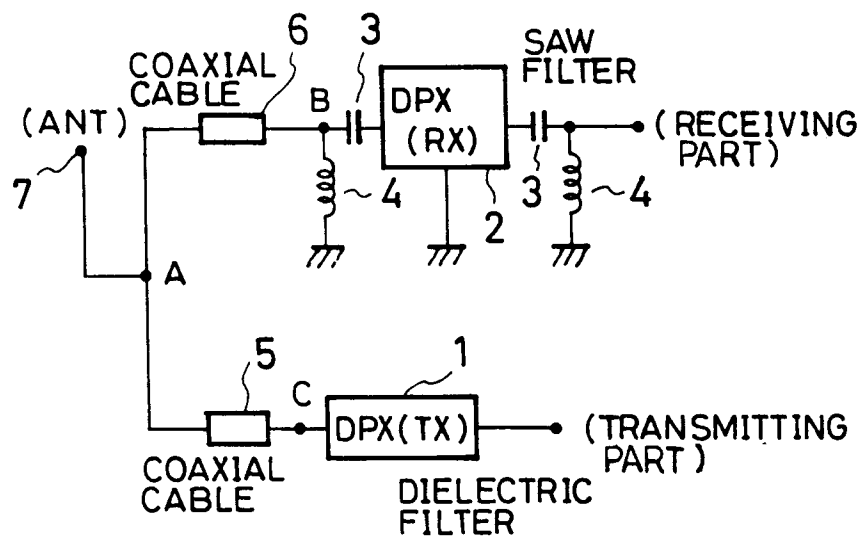 6
3
SAW
FILTER
COAXIAL
CABLE
B
DPX
(RX)
(ANT)
(RECEIVING
PART)
7
4
2
3
4
A
5
C
1
DPX(TX)
(TRANSMITTING
PART)
COAXIAL
CABLE
DIELECTRIC
FILTER